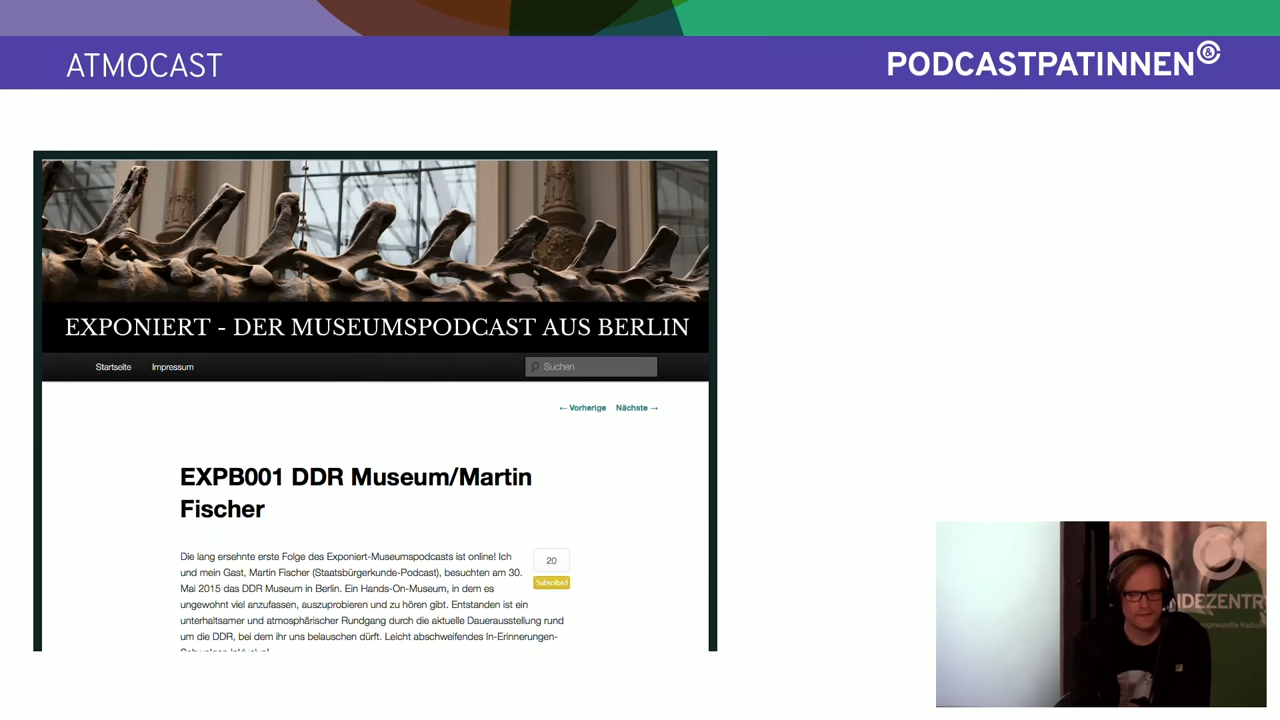 ATMOCAST
PODCASTPATINNEN&
EXPONIERT - DER MUSEUMSPODCAST AUS BERLIN
Startseite Impressum
Suchen
← Vorherige Nächste →
EXPB001 DDR Museum/Martin
Fischer
Die lang ersehnte erste Folge des Exponiert-Museumspodcasts ist online! Ich
und mein Gast, Martin Fischer (Staatsbürgerkunde-Podcast), besuchten am 30.
Mai 2015 das DDR Museum in Berlin. Ein Hands-On-Museum, in dem es
ungewohnt viel anzufassen, auszuprobieren und zu hören gibt. Entstanden ist ein
unterhaltsamer und atmosphärischer Rundgang durch die aktuelle Dauerausstellung rund
um die DDR, bei dem ihr uns belauschen dürft. Leicht abschweifendes In-Erinnerungen-
20
Subscribed
NDEZENTR